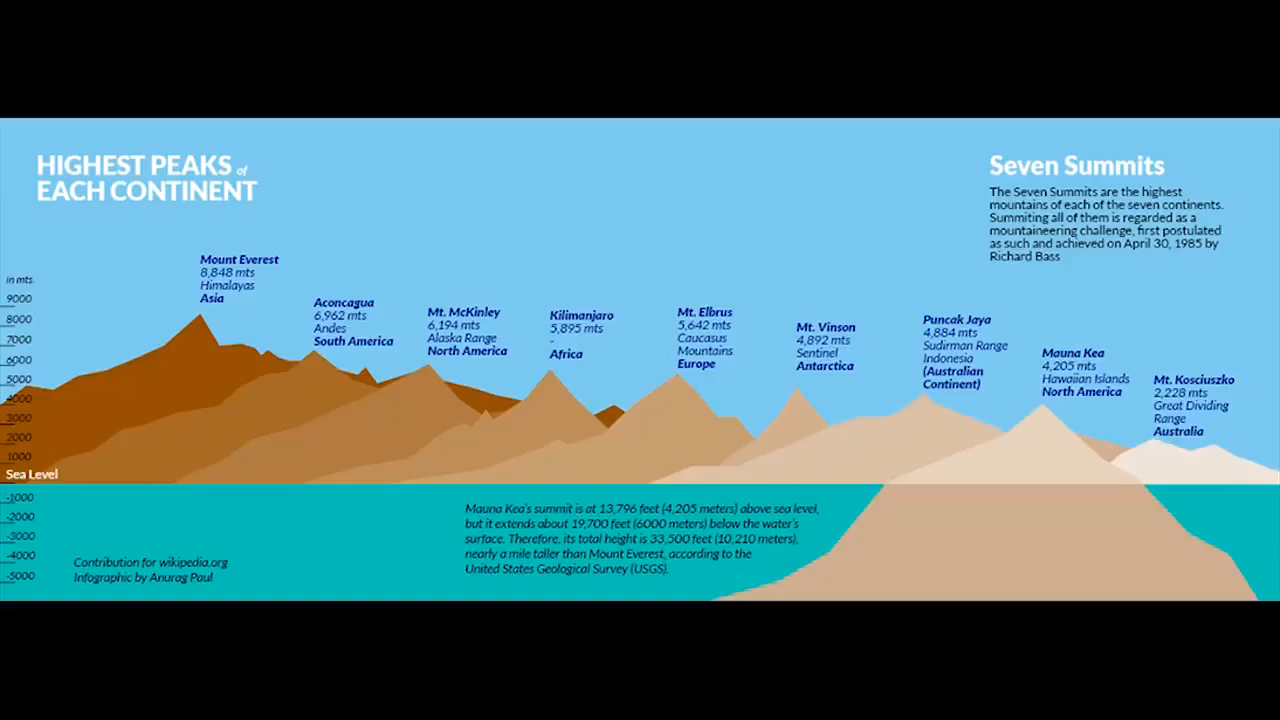 HIGHEST PEAKS of
EACH CONTINENT
Seven Summits
The Seven Summits are the highest
mountains of each of the seven continents.
Summiting all of them is regarded as a
mountaineering challenge, first postulated
as such and achieved on April 30, 1985 by
Richard Bass
Mount Everest
8,848 mts
Himalayas
Asia
Aconcagua
6,962 mts
Andes
South America
Mt. McKinley
6,194 mts
Alaska Range
North America
Kilimanjaro
5,895 mts
-
Africa
Mt. Elbrus
5,642 mts
Caucasus
Mountains
Europe
Mt. Vinson
4,892 mts
Sentinel
Antarctica
Puncak Jaya
4,884 mts
Sudirman Range
Indonesia
(Australian
Continent)
Mauna Kea
4,205 mts
Hawaiian Islands
North America
Mt. Kosciuszko
2,228 mts
Great Dividing
Range
Australia
in mts.
9000
8000
7000
6000
5000
4000
3000
2000
1000
Sea Level
-1000
-2000
-3000
-4000
-5000
Mauna Kea's summit is at 13,796 feet (4,205 meters) above sea level,
but it extends about 19,700 feet (6000 meters) below the water's
surface. Therefore, its total height is 33,500 feet (10,210 meters),
nearly a mile taller than Mount Everest, according to the
United States Geological Survey (USGS).
Contribution for wikipedia.org
Infographic by Anurag Paul